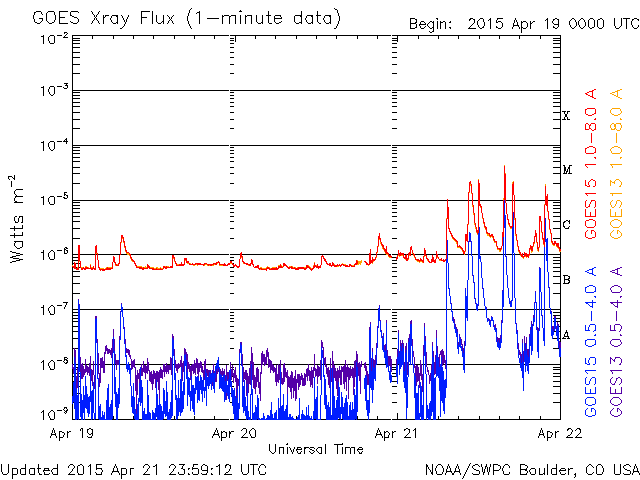 GOES Xray Flux (1-minute data)
Begin: 2015 Apr 19 0000 UTC
Watts m-2
10-2
10-3
10-4
10-5
10-6
10-7
10-8
10-9
X
M
C
B
A
GOES15 1.0-8.0 A
GOES13 1.0-8.0 A
GOES15 0.5-4.0 A
GOES13 0.5-4.0 A
Apr 19
Apr 20
Apr 21
Apr 22
Universal Time
Updated 2015 Apr 21 23:59:12 UTC
NOAA/SWPC Boulder, CO USA